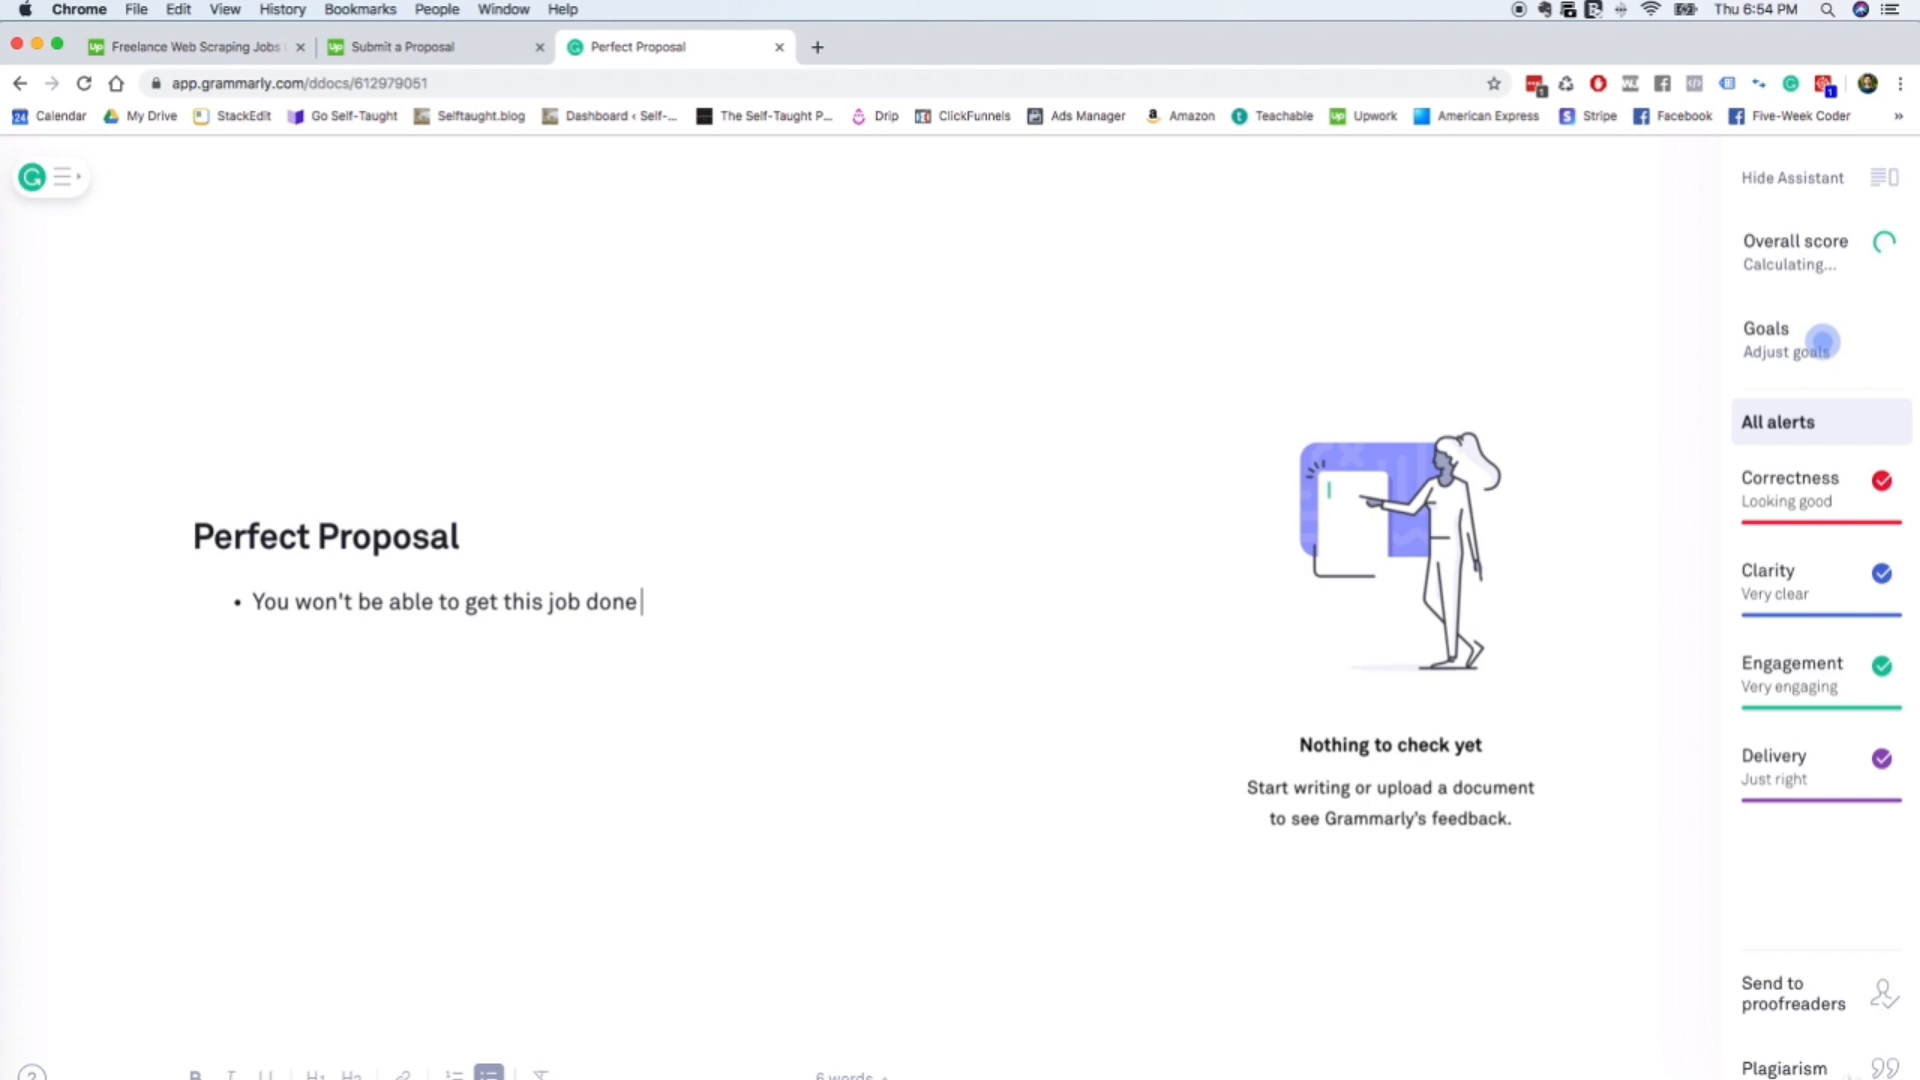 Chrome File Edit View History Bookmarks People Window Help Thu 6:54 PM
Freelance Web Scraping Jobs Submit a Proposal Perfect Proposal
app.grammarly.com/ddocs/612979051
Calendar My Drive StackEdit Go Self-Taught Selftaught.blog Dashboard ‹ Self-... The Self-Taught P... Drip ClickFunnels Ads Manager Amazon Teachable Upwork American Express Stripe Facebook Five-Week Coder »
Hide Assistant
Overall score
Calculating...
Goals
Adjust goals
All alerts
Correctness
Looking good
Clarity
Very clear
Engagement
Very engaging
Delivery
Just right
Perfect Proposal
• You won't be able to get this job done
Nothing to check yet
Start writing or upload a document
to see Grammarly's feedback.
Send to
proofreaders
Plagiarism
B I U H1 H2 6 words